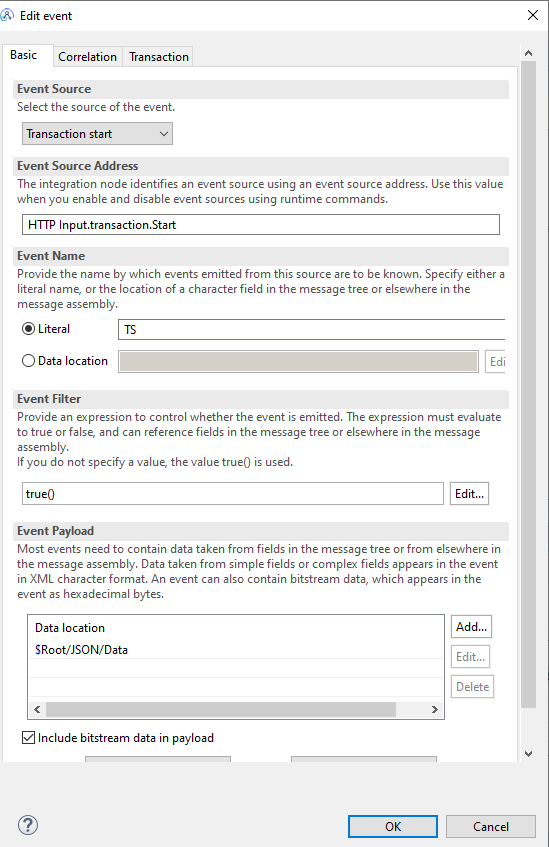 Edit event
Basic
Correlation
Transaction
Event Source
Select the source of the event.
Transaction start
Event Source Address
The integration node identifies an event source using an event source address. Use this value
when you enable and disable event sources using runtime commands.
HTTP Input.transaction.Start
Event Name
Provide the name by which events emitted from this source are to be known. Specify either a
literal name, or the location of a character field in the message tree or elsewhere in the
message assembly.
Literal
TS
Data location
Edi
Event Filter
Provide an expression to control whether the event is emitted. The expression must evaluate
to true or false, and can reference fields in the message tree or elsewhere in the message
assembly.
If you do not specify a value, the value true() is used.
true()
Edit...
Event Payload
Most events need to contain data taken from fields in the message tree or from elsewhere in
the message assembly. Data taken from simple fields or complex fields appears in the event
in XML character format. An event can also contain bitstream data, which appears in the
event as hexadecimal bytes.
Data location
Add...
$Root/JSON/Data
Edit...
Delete
Include bitstream data in payload
?
OK
Cancel